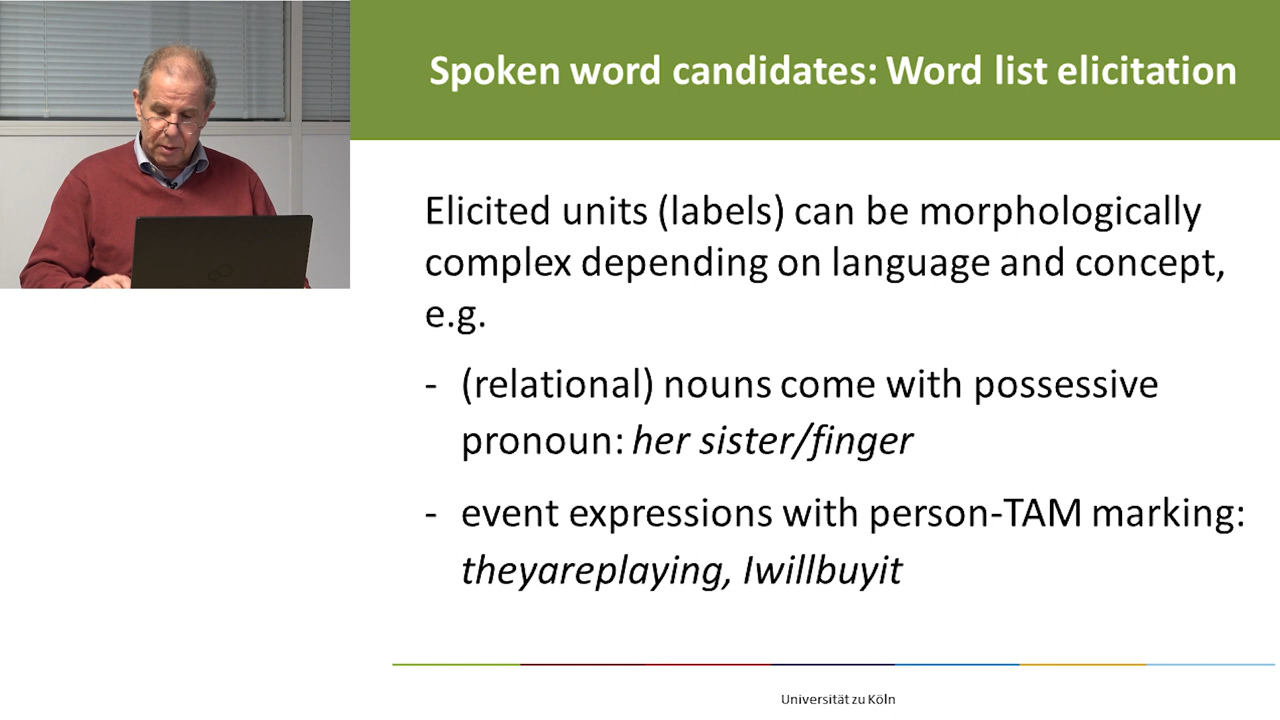 Spoken word candidates: Word list elicitation
Elicited units (labels) can be morphologically
complex depending on language and concept,
e.g.
- (relational) nouns come with possessive
pronoun: her sister/finger
- event expressions with person-TAM marking:
theyareplaying, Iwillbuyit
Universität zu Köln